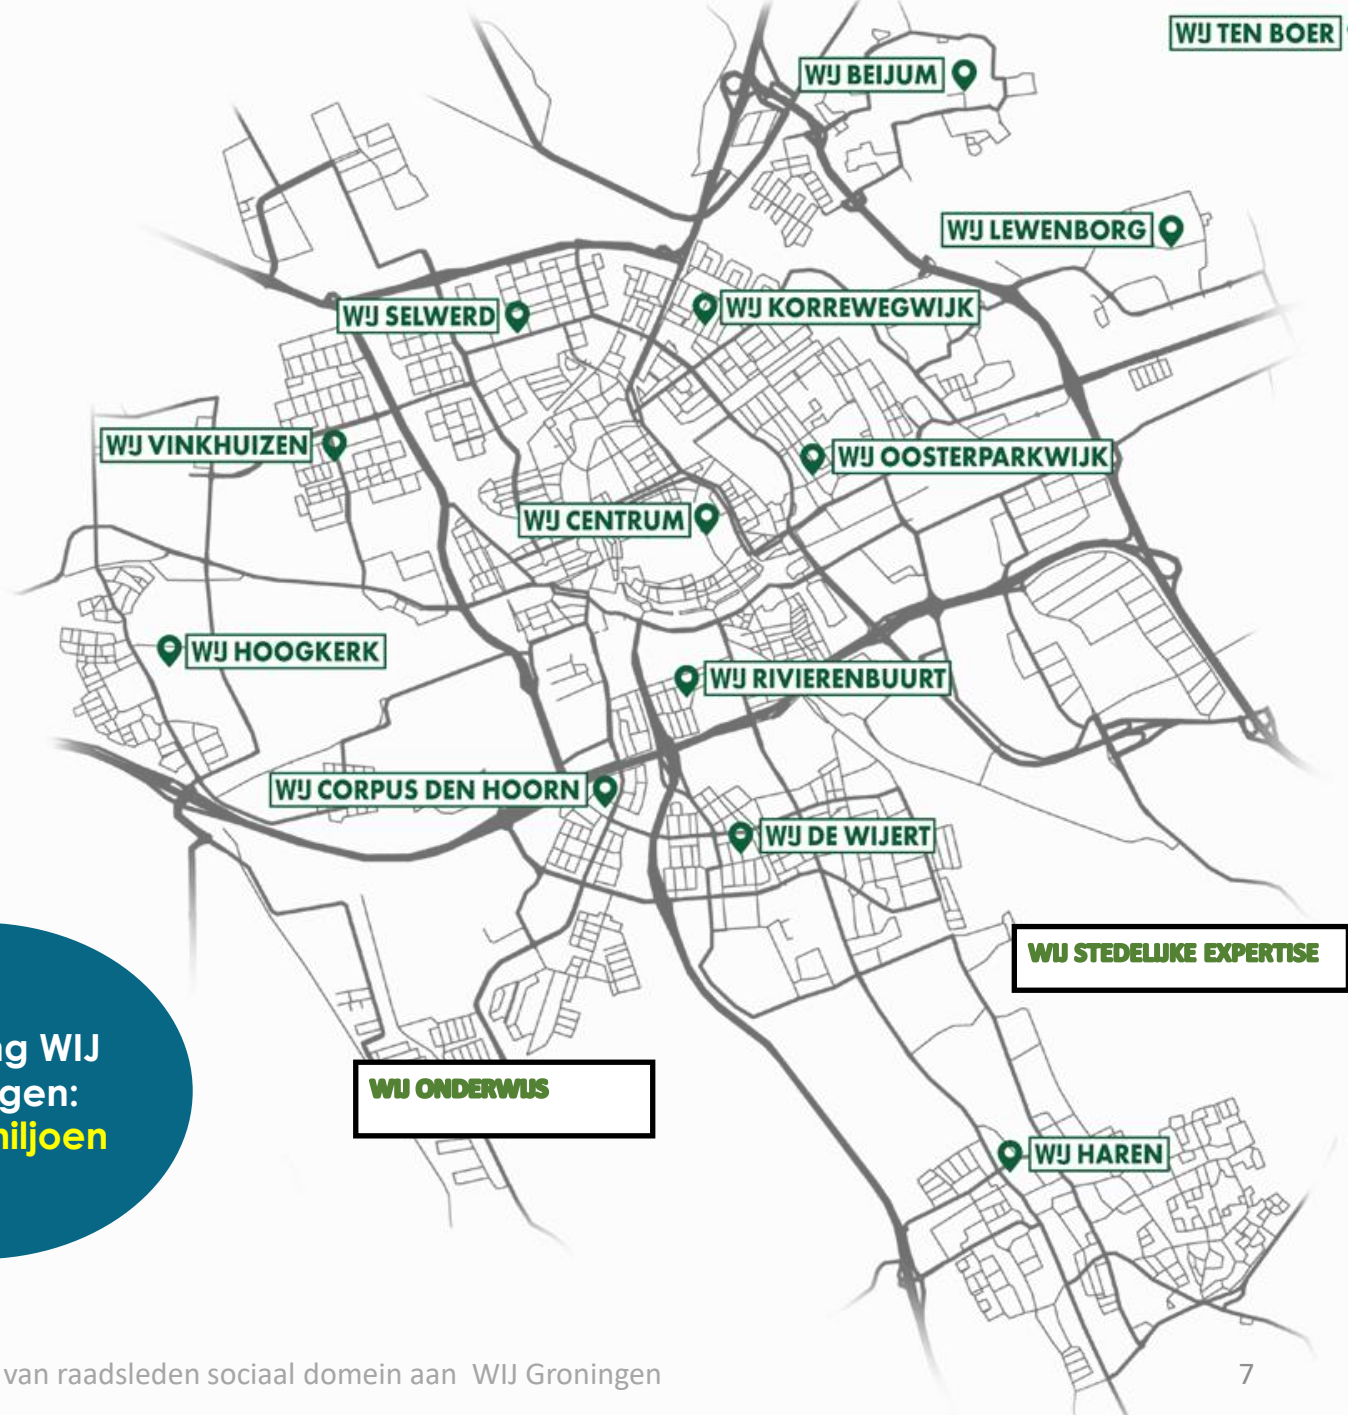 WIJ TEN BOER
WIJ BEIJUM
WIJ LEWENBORG
WIJ SELWERD
WIJ KORREWEGWIJK
WIJ VINKHUIZEN
WIJ OOSTERPARKWIJK
WIJ CENTRUM
WIJ HOOGKERK
WIJ RIVIERENBUURT
WIJ CORPUS DEN HOORN
WIJ DE WIJERT
WIJ STEDELIJKE EXPERTISE
WIJ
WIJ ONDERWIJS
WIJ HAREN
van raadsleden sociaal domein aan WIJ Groningen
7